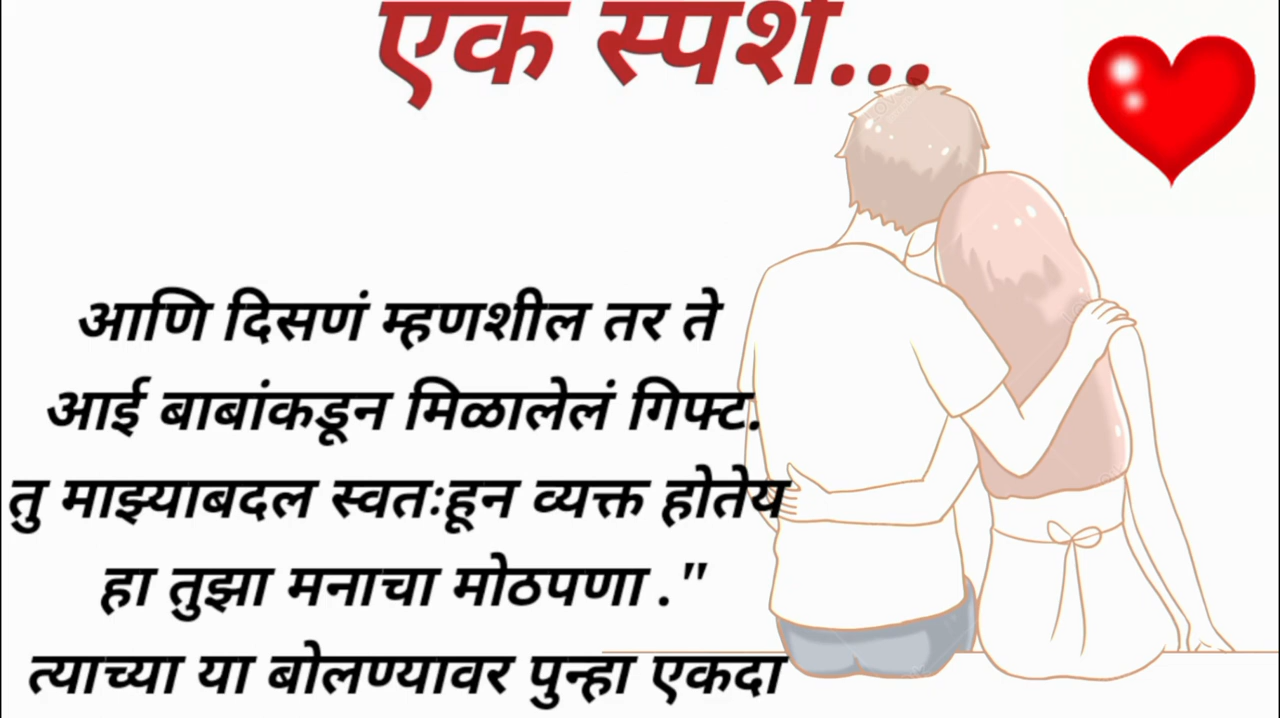 एक स्पर्श...
आणि दिसणं म्हणशील तर ते
आई बाबांकडून मिळालेलं गिफ्ट.
तु माझ्याबदल स्वतःहून व्यक्त होतेय
हा तुझा मनाचा मोठपणा ."
त्याच्या या बोलण्यावर पुन्हा एकदा